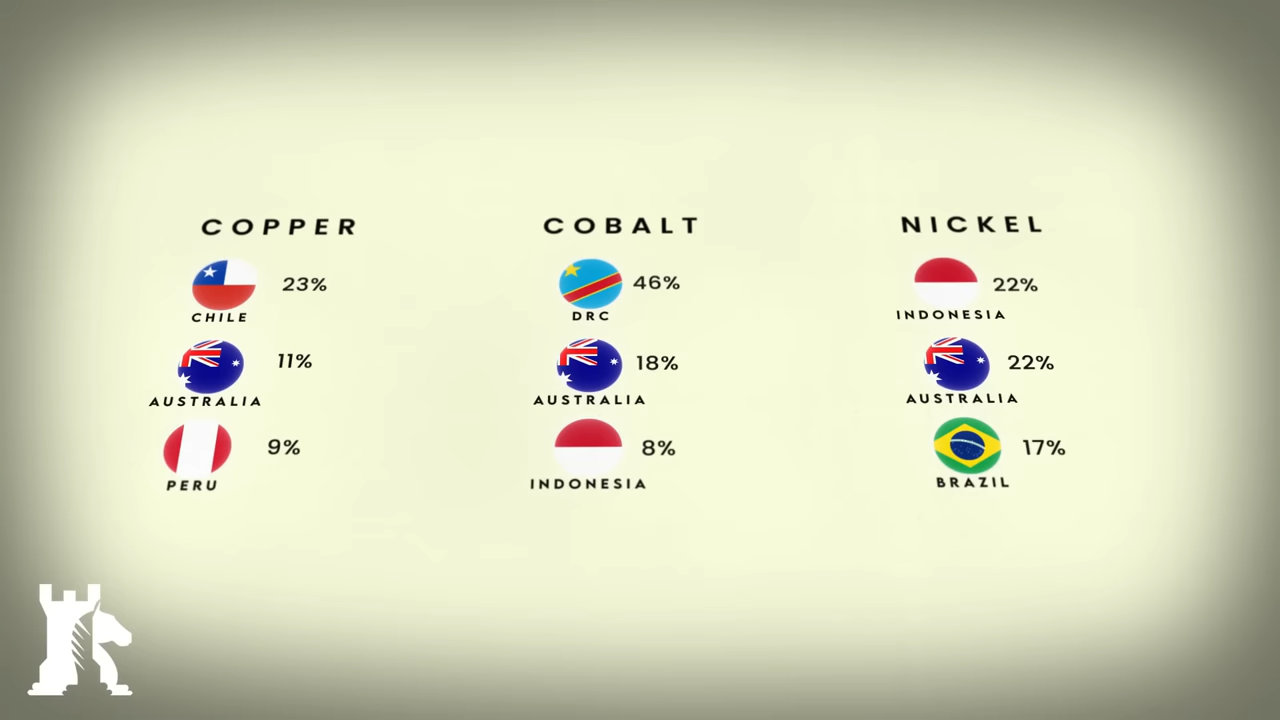 COPPER
23%
CHILE
11%
AUSTRALIA
9%
PERU
COBALT
46%
DRC
18%
AUSTRALIA
8%
INDONESIA
NICKEL
22%
INDONESIA
22%
AUSTRALIA
17%
BRAZIL